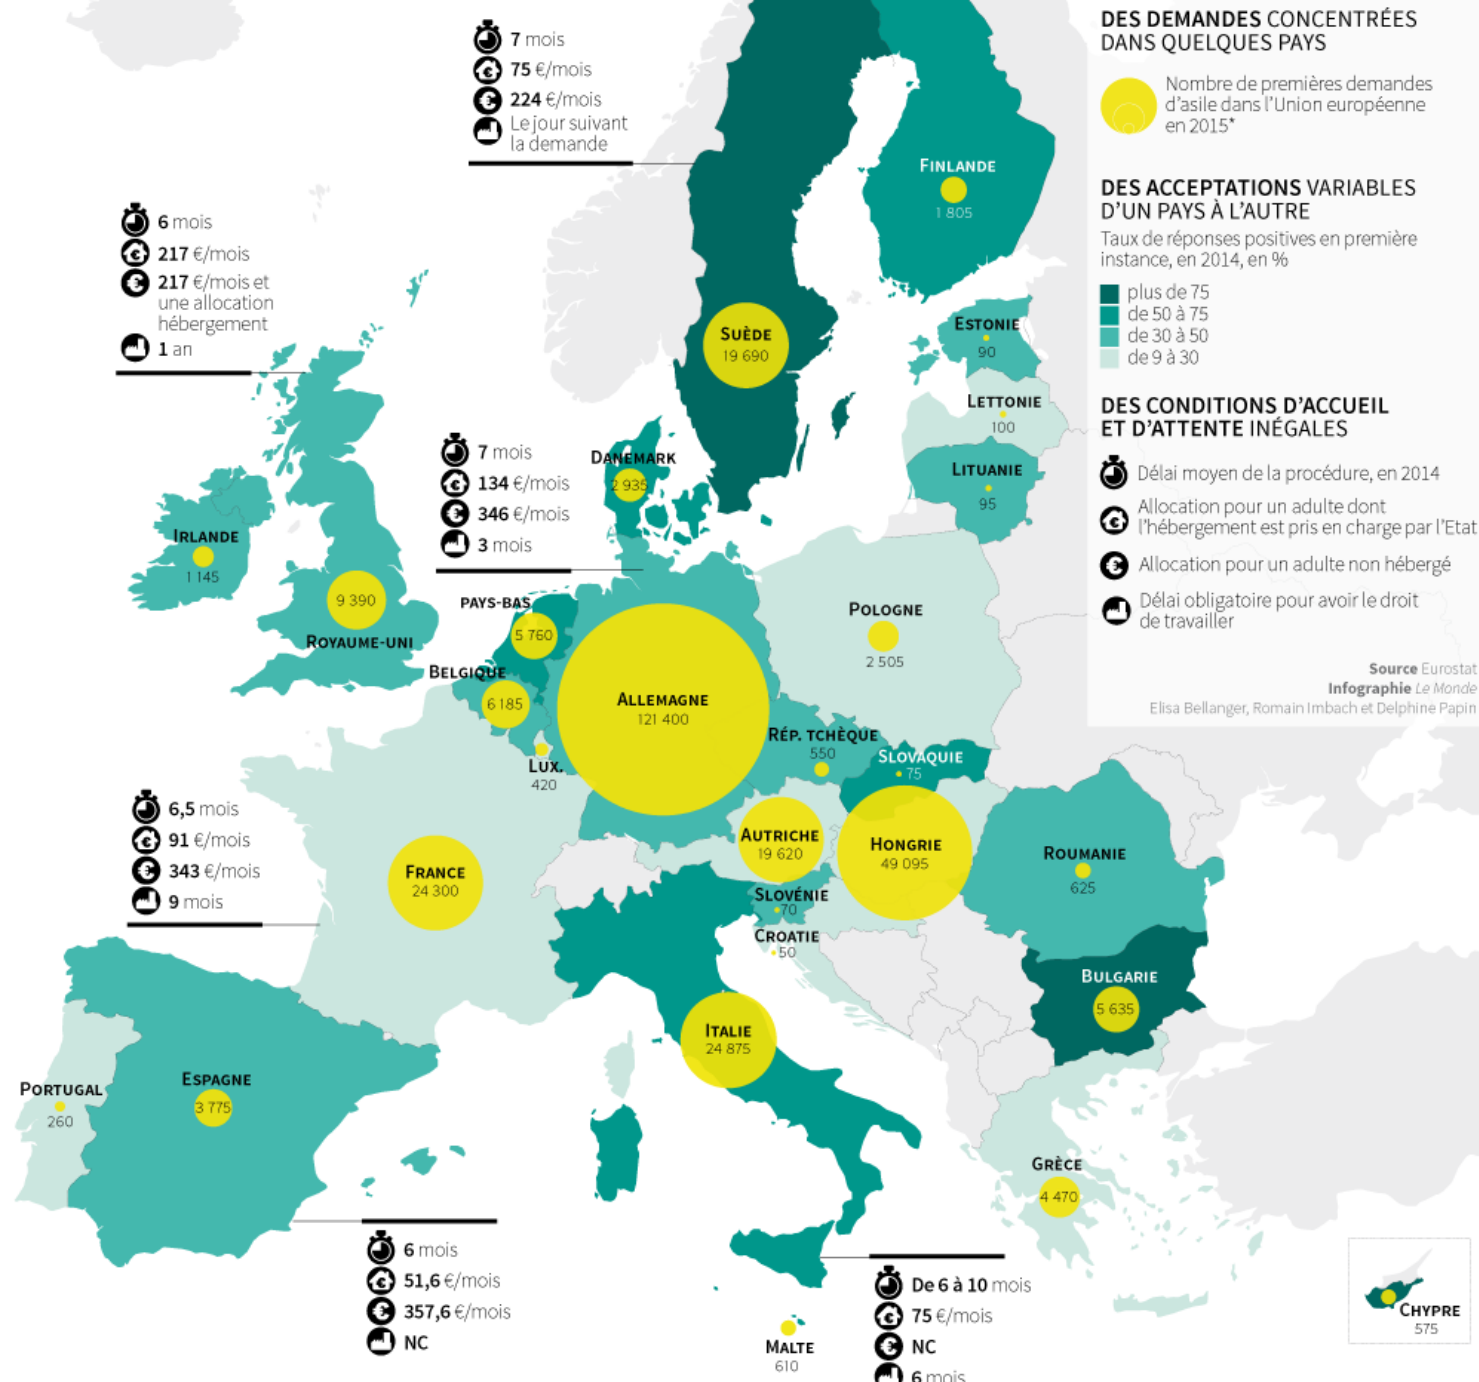 7 mois
75 €/mois
224 €/mois
Le jour suivant
la demande
6 mois
217 €/mois
217 €/mois et
une allocation
hébergement
1 an
7 mois
134 €/mois
346 €/mois
3 mois
6,5 mois
91 €/mois
343 €/mois
9 mois
6 mois
51,6 €/mois
357,6 €/mois
NC
De 6 à 10 mois
75 €/mois
NC
6 mois
FINLANDE
1 805
SUÈDE
19 690
ESTONIE
90
LETTONIE
100
LITUANIE
95
DANEMARK
2 935
IRLANDE
1 145
9 390
ROYAUME-UNI
PAYS-BAS
5 760
BELGIQUE
6 185
LUX.
420
ALLEMAGNE
121 400
POLOGNE
2 505
RÉP. TCHÈQUE
550
SLOVAQUIE
75
AUTRICHE
19 620
HONGRIE
49 095
ROUMANIE
625
FRANCE
24 300
SLOVÉNIE
70
CROATIE
50
BULGARIE
5 635
ITALIE
24 875
PORTUGAL
260
ESPAGNE
3 775
GRÈCE
4 470
MALTE
610
CHYPRE
575
DES DEMANDES CONCENTRÉES
DANS QUELQUES PAYS
Nombre de premières demandes
d'asile dans l'Union européenne
en 2015*
DES ACCEPTATIONS VARIABLES
D'UN PAYS À L'AUTRE
Taux de réponses positives en première
instance, en 2014, en %
plus de 75
de 50 à 75
de 30 à 50
de 9 à 30
DES CONDITIONS D'ACCUEIL
ET D'ATTENTE INÉGALES
Délai moyen de la procédure, en 2014
Allocation pour un adulte dont
l'hébergement est pris en charge par l'Etat
Allocation pour un adulte non hébergé
Délai obligatoire pour avoir le droit
de travailler
Source Eurostat
Infographie Le Monde
Elisa Bellanger, Romain Imbach et Delphine Papin